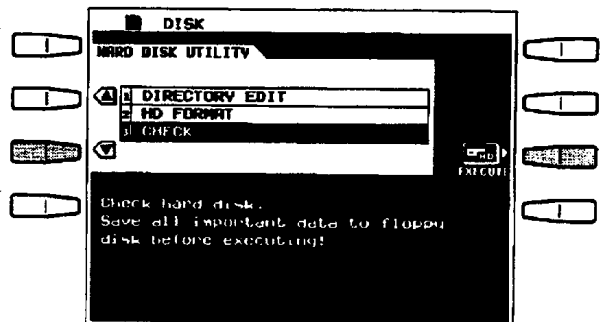 DISK
HARD DISK UTILITY
1 DIRECTORY EDIT
2 HD FORMAT
3 CHECK
HD
EXECUTE
Check hard disk.
Save all important data to floppy
disk before executing!